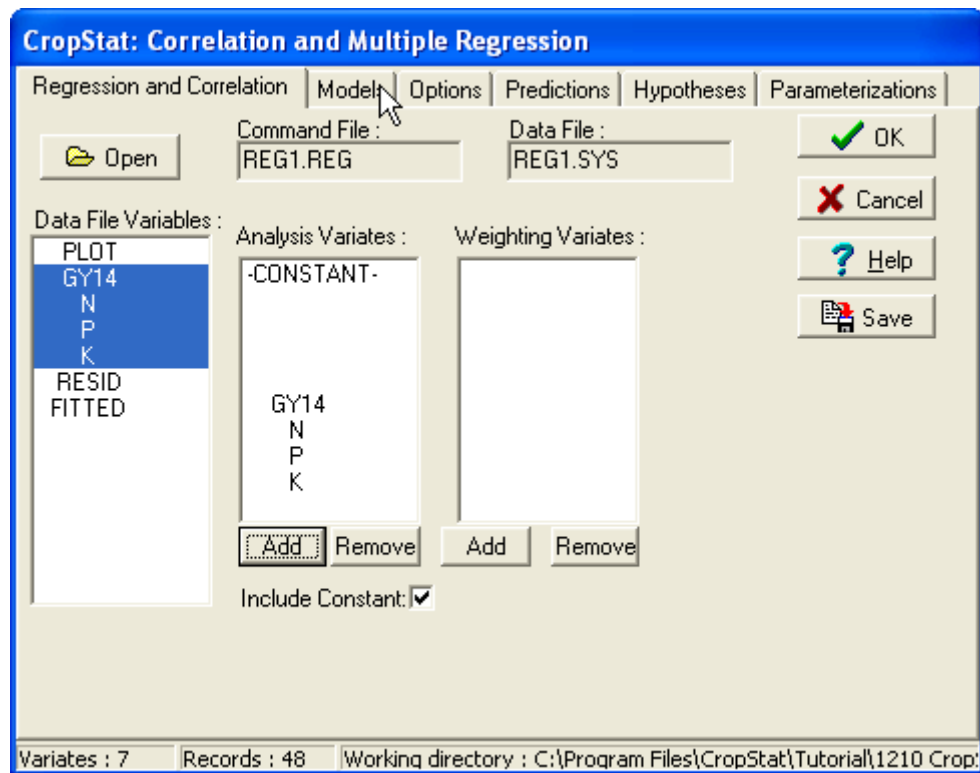 CropStat: Correlation and Multiple Regression
Regression and Correlation Models Options Predictions Hypotheses Parameterizations
Open
Command File :
REG1.REG
Data File :
REG1.SYS
OK
Cancel
Help
Save
Data File Variables :
PLOT
GY14
N
P
K
RESID
FITTED
Analysis Variates :
-CONSTANT-
GY14
N
P
K
Add Remove
Weighting Variates :
Add Remove
Include Constant:
Variates : 7 Records : 48 Working directory : C:\Program Files\CropStat\Tutorial\1210 Crop